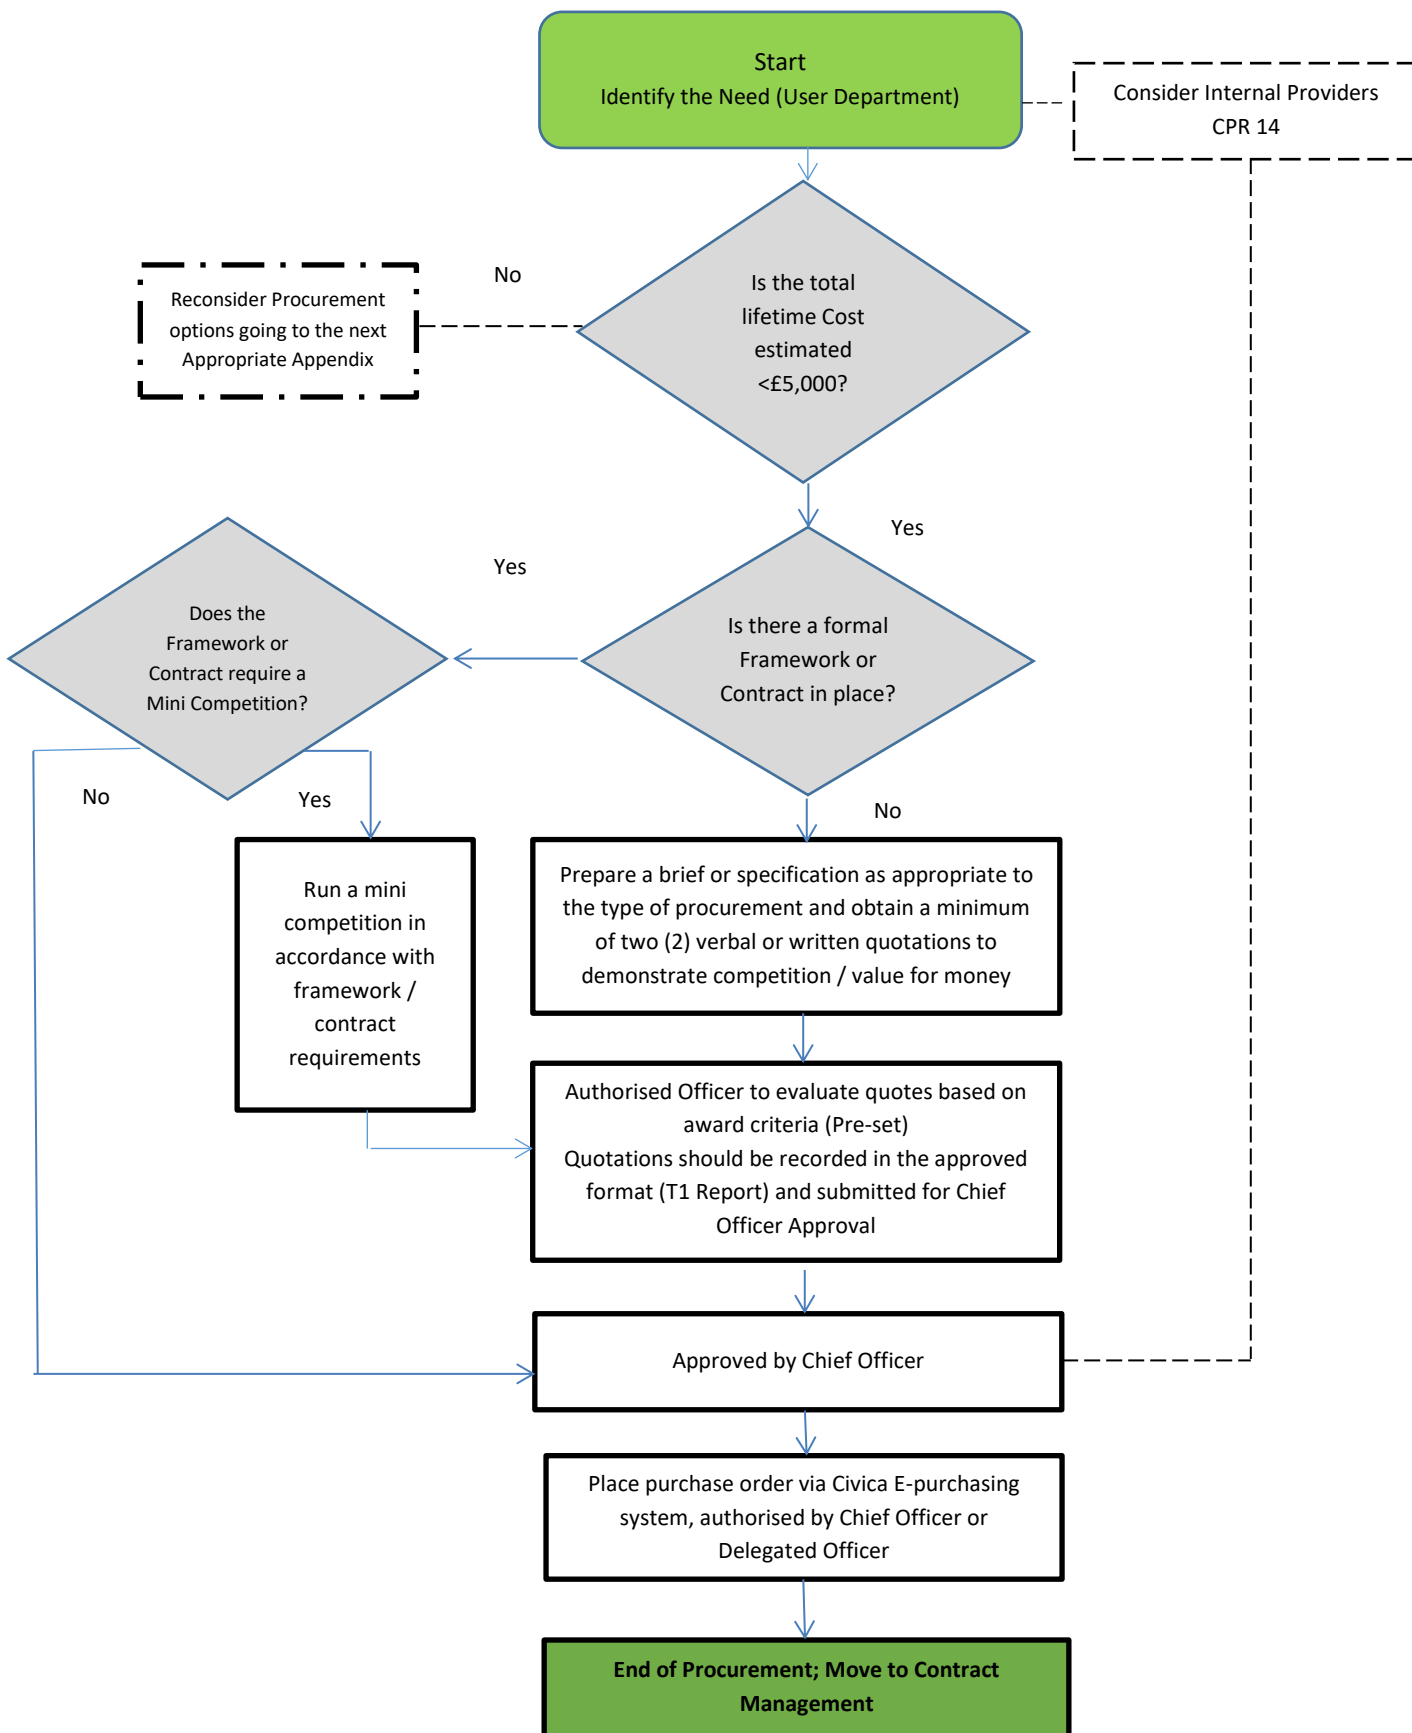 Start
Identify the Need (User Department)
Consider Internal Providers
CPR 14
No
Reconsider Procurement
options going to the next
Appropriate Appendix
Is the total
lifetime Cost
estimated
<£5,000?
Yes
Yes
Does the
Framework or
Contract require a
Mini Competition?
Is there a formal
Framework or
Contract in place?
No
Yes
No
Run a mini
competition in
accordance with
framework /
contract
requirements
Prepare a brief or specification as appropriate to
the type of procurement and obtain a minimum
of two (2) verbal or written quotations to
demonstrate competition / value for money
Authorised Officer to evaluate quotes based on
award criteria (Pre-set)
Quotations should be recorded in the approved
format (T1 Report) and submitted for Chief
Officer Approval
Approved by Chief Officer
Place purchase order via Civica E-purchasing
system, authorised by Chief Officer or
Delegated Officer
End of Procurement; Move to Contract
Management